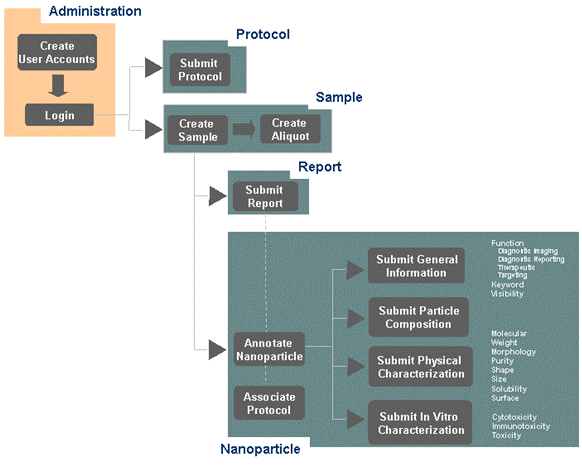 Administration
Create
User Accounts
Login
Protocol
Submit
Protocol
Sample
Create
Sample
Create
Aliquot
Report
Submit
Report
Annotate
Nanoparticle
Associate
Protocol
Submit General
Information
Submit Particle
Composition
Submit Physical
Characterization
Submit In Vitro
Characterization
Function
Diagnostic Imaging
Diagnostic Reporting
Therapeutic
Targeting
Keyword
Visibility
Molecular
Weight
Morphology
Purity
Shape
Size
Solubility
Surface
Cytotoxicity
Immunotoxicity
Toxicity
Nanoparticle